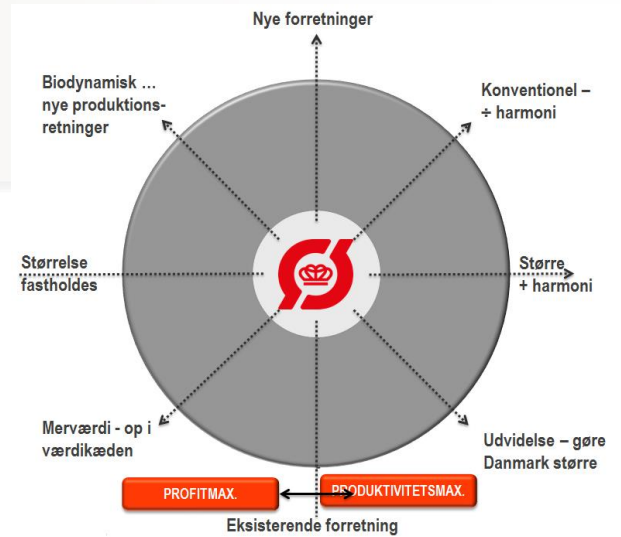 Nye forretninger
Biodynamisk …
nye produktions-
retninger
Konventionel –
÷ harmoni
Størrelse
fastholdes
Større
+ harmoni
Merværdi - op i
værdikæden
Udvidelse – gøre
Danmark større
PROFITMAX.
PRODUKTIVITETSMAX.
Eksisterende forretning